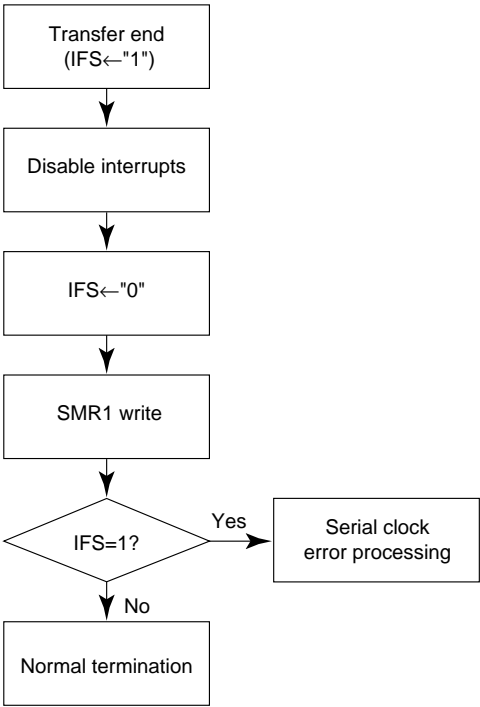 Transfer end
(IFS←"1")
Disable interrupts
IFS←"0"
SMR1 write
IFS=1?
Yes
Serial clock
error processing
No
Normal termination